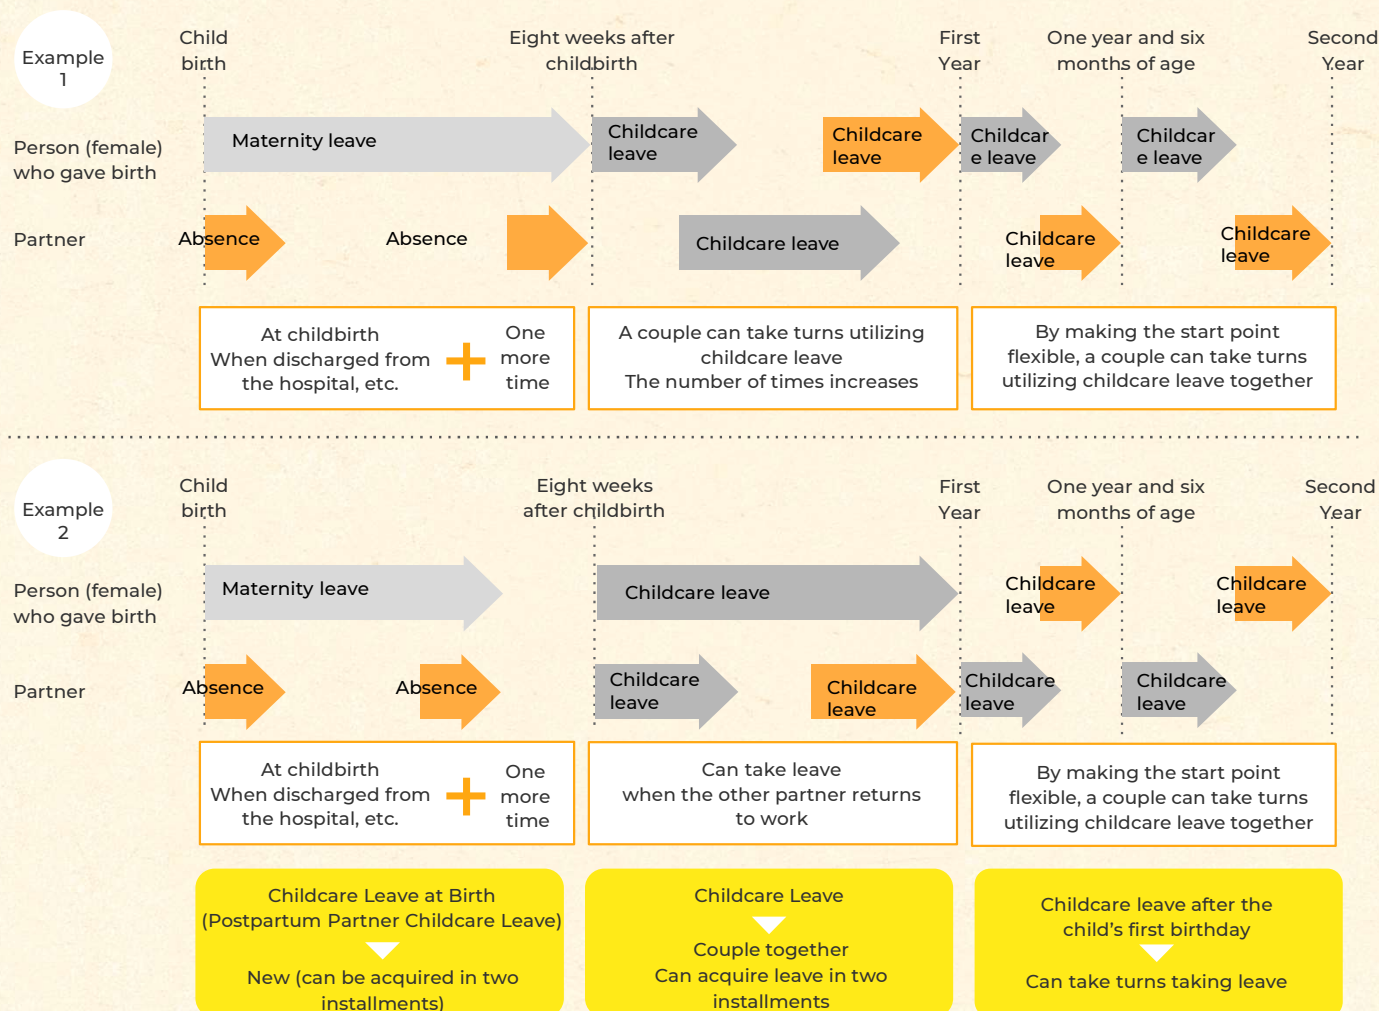 Example
1
Child
birth
Eight weeks after
childbirth
First
Year
One year and six
months of age
Second
Year
Person (female)
who gave birth
Maternity leave
Childcare
leave
Childcare
leave
Childcar
e leave
Childcar
e leave
Partner
Absence
Absence
Childcare leave
Childcare
leave
Childcare
leave
At childbirth
When discharged from
the hospital, etc.
+
One
more
time
A couple can take turns utilizing
childcare leave
The number of times increases
By making the start point
flexible, a couple can take turns
utilizing childcare leave together
Example
2
Child
birth
Eight weeks
after childbirth
First
Year
One year and six
months of age
Second
Year
Person (female)
who gave birth
Maternity leave
Childcare leave
Childcare
leave
Childcare
leave
Partner
Absence
Absence
Childcare
leave
Childcare
leave
Childcare
leave
Childcare
leave
At childbirth
When discharged from
the hospital, etc.
+
One
more
time
Can take leave
when the other partner returns
to work
By making the start point
flexible, a couple can take turns
utilizing childcare leave together
Childcare Leave at Birth
(Postpartum Partner Childcare Leave)
New (can be acquired in two
installments)
Childcare Leave
Couple together
Can acquire leave in two
installments
Childcare leave after the
child’s first birthday
Can take turns taking leave